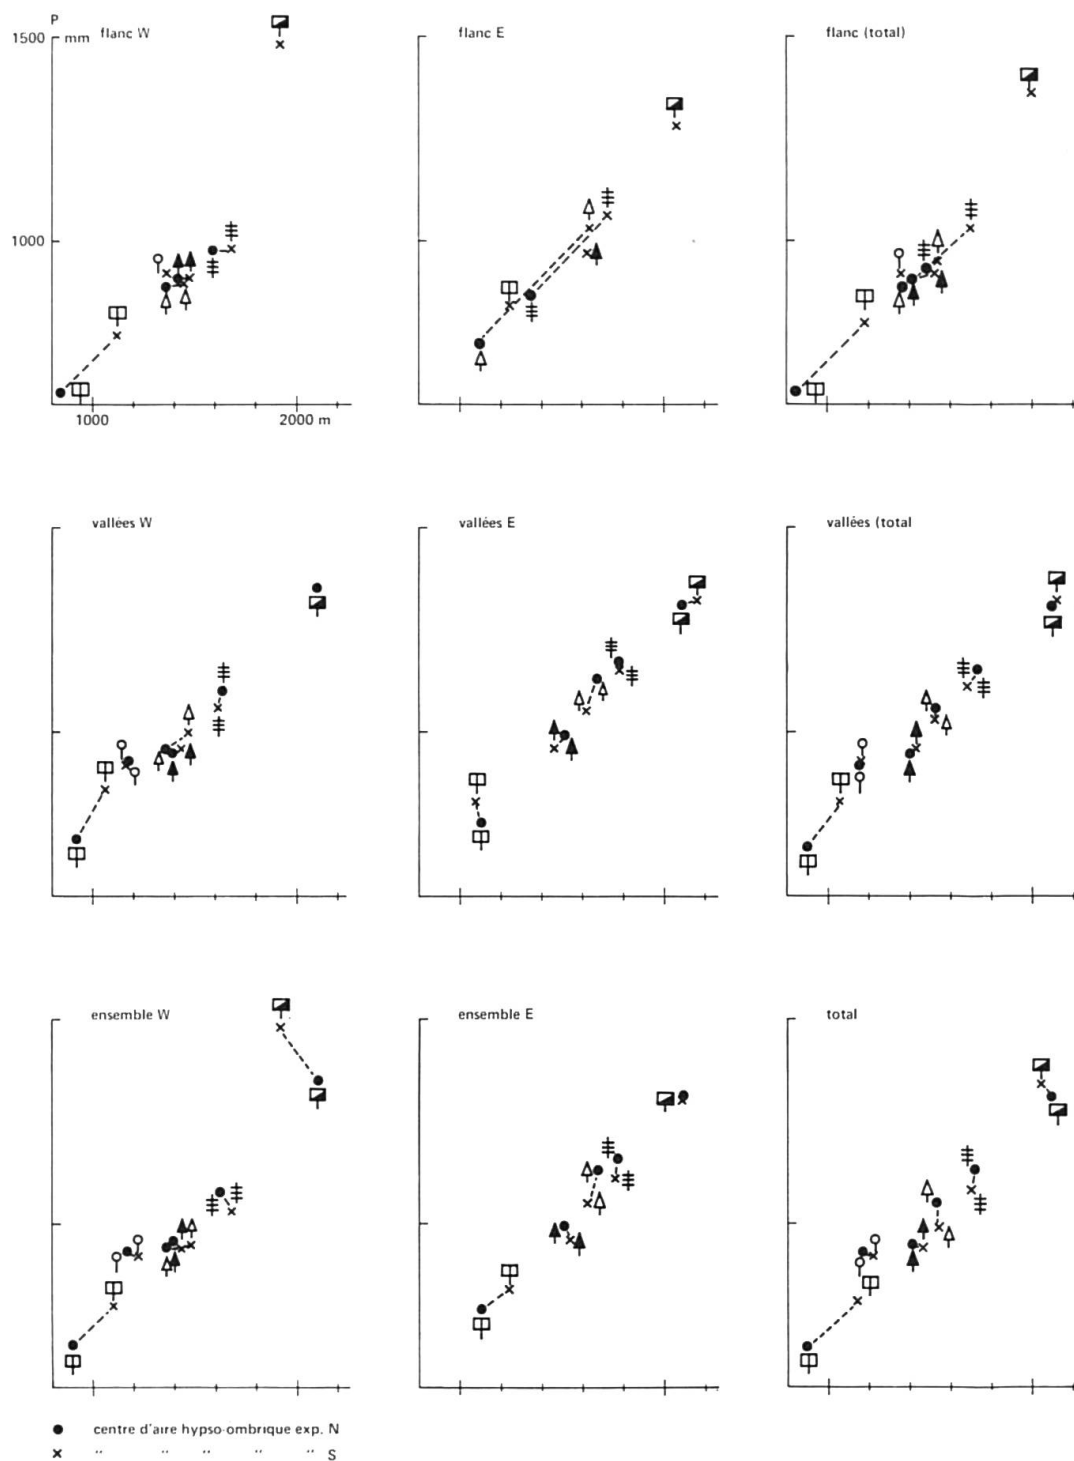 P
1500 mm flanc W
flanc E
flanc (total)
1000
1000 2000 m
vallées W
vallées E
vallées (total
ensemble W
ensemble E
total
centre d'aire hypso-ombrique exp. N
" " " " " S